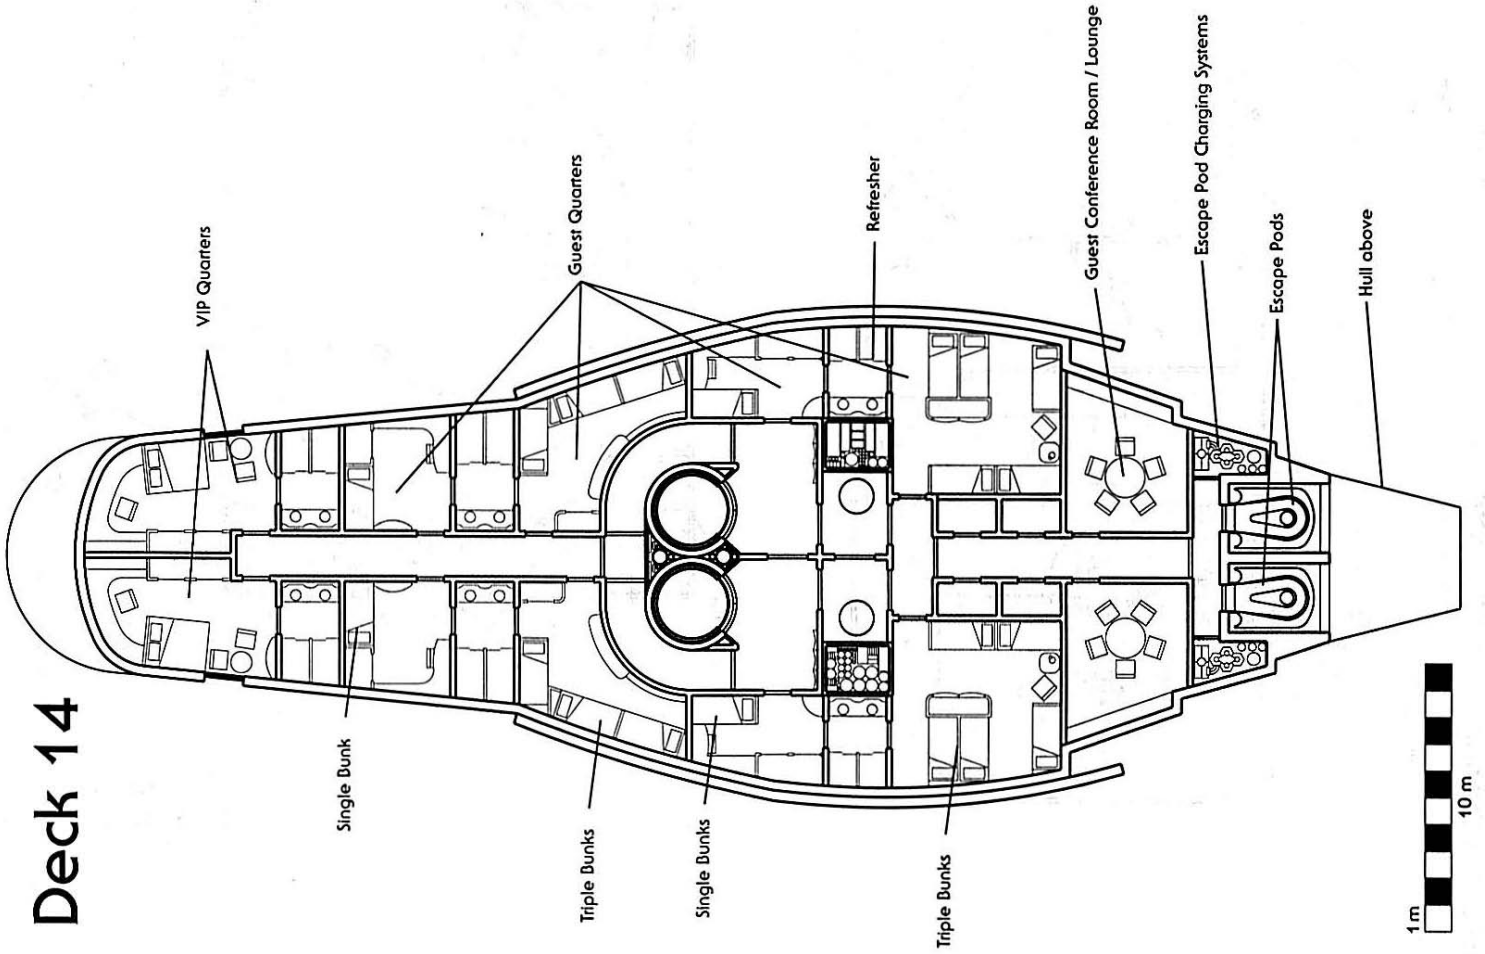 Deck 14
VIP Quarters
Guest Quarters
Refresher
Guest Conference Room / Lounge
Escape Pod Charging Systems
Escape Pods
Hull above
Single Bunk
Triple Bunks
Single Bunks
Triple Bunks
1 m
10 m